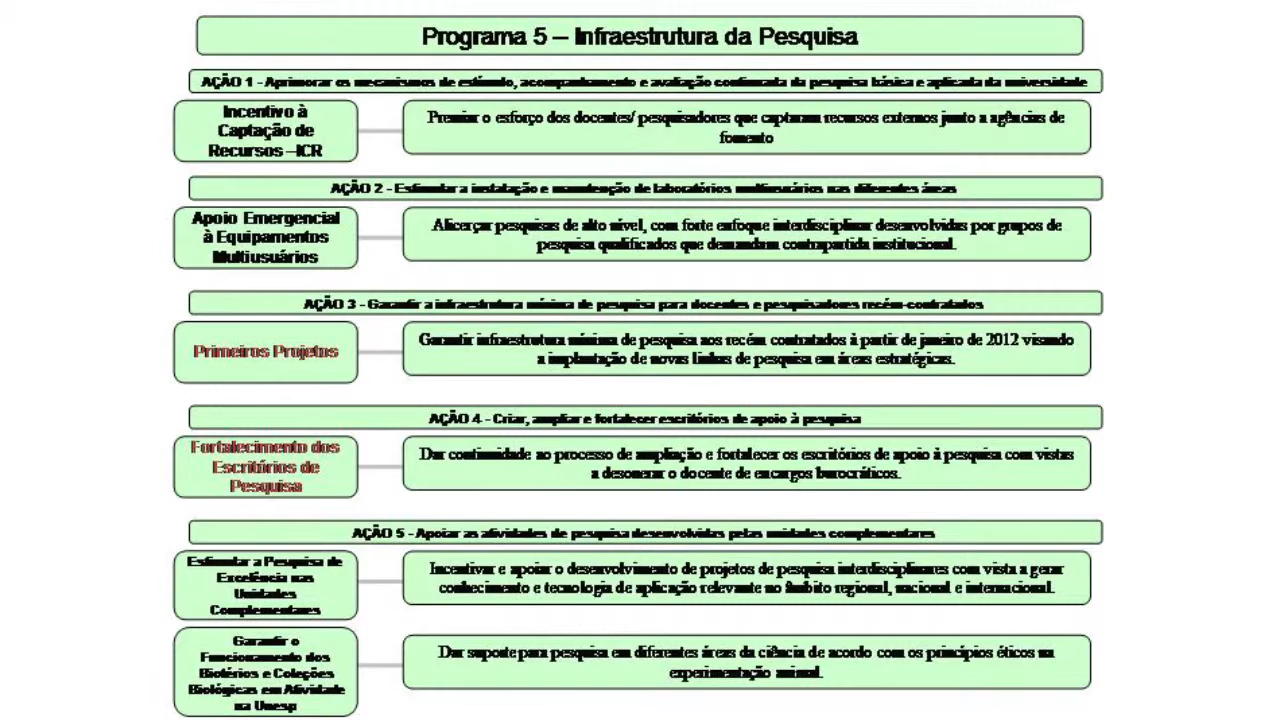 Programa 5 – Infraestrutura da Pesquisa
AÇÃO 1 - Aprimorar os mecanismos de estímulo, acompanhamento e avaliação continuada da pesquisa básica e aplicada da universidade
Incentivo à
Captação de
Recursos –ICR
Premiar o esforço dos docentes/ pesquisadores que captaram recursos externos junto a agências de
fomento
AÇÃO 2 - Estimular a instalação e manutenção de laboratórios multiusuários nas diferentes áreas
Apoio Emergencial
à Equipamentos
Multiusuários
Alicerçar pesquisas de alto nível, com forte enfoque interdisciplinar desenvolvidas por grupos de
pesquisa qualificados que demandam contrapartida institucional.
AÇÃO 3 - Garantir a infraestrutura mínima de pesquisa para docentes e pesquisadores recém-contratados
Primeiros Projetos
Garantir infraestrutura mínima de pesquisa aos recém contratados à partir de janeiro de 2012 visando
a implantação de novas linhas de pesquisa em áreas estratégicas.
AÇÃO 4 - Criar, ampliar e fortalecer escritórios de apoio à pesquisa
Fortalecimento dos
Escritórios de
Pesquisa
Dar continuidade ao processo de ampliação e fortalecer os escritórios de apoio à pesquisa com vistas
a desonerar o docente de encargos burocráticos.
AÇÃO 5 - Apoiar as atividades de pesquisa desenvolvidas pelas unidades complementares
Estimular a Pesquisa de
Excelência nas
Unidades
Complementares
Incentivar e apoiar o desenvolvimento de projetos de pesquisa interdisciplinares com vista a gerar
conhecimento e tecnologia de aplicação relevante no âmbito regional, nacional e internacional.
Garantir o
Funcionamento dos
Biotérios e Coleções
Biológicas em Atividade
na Unesp
Dar suporte para pesquisa em diferentes áreas da ciência de acordo com os princípios éticos na
experimentação animal.